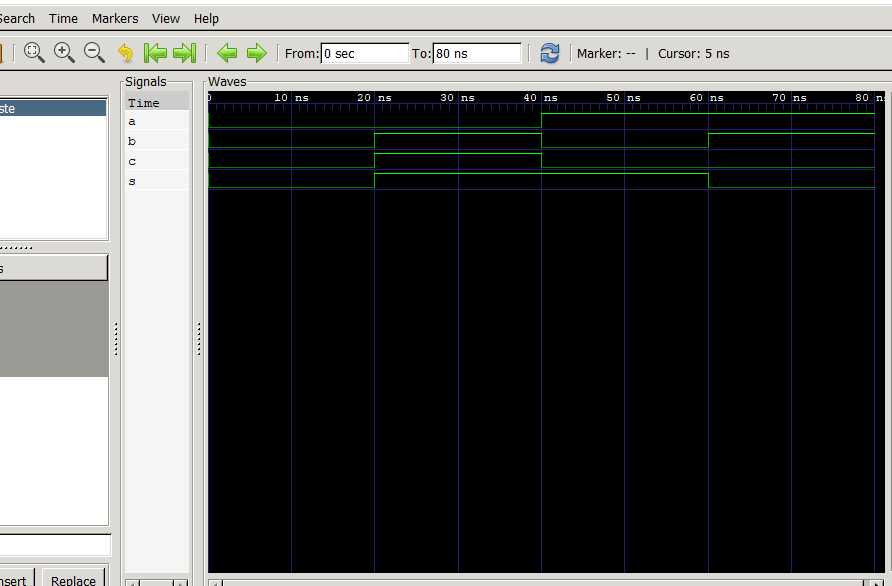 Search Time Markers View Help
From: 0 sec To: 80 ns Marker: -- | Cursor: 5 ns
Signals Waves
ste
Time 0 10 ns 20 ns 30 ns 40 ns 50 ns 60 ns 70 ns 80 ns
a
b
c
s
s
nsert Replace